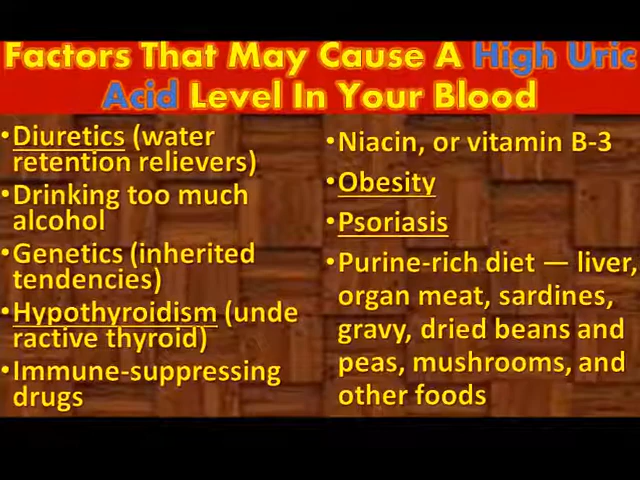 Factors That May Cause A High Uric
Acid Level In Your Blood
•Diuretics (water
retention relievers)
•Drinking too much
alcohol
•Genetics (inherited
tendencies)
•Hypothyroidism (unde
ractive thyroid)
•Immune-suppressing
drugs
•Niacin, or vitamin B-3
•Obesity
•Psoriasis
•Purine-rich diet — liver,
organ meat, sardines,
gravy, dried beans and
peas, mushrooms, and
other foods